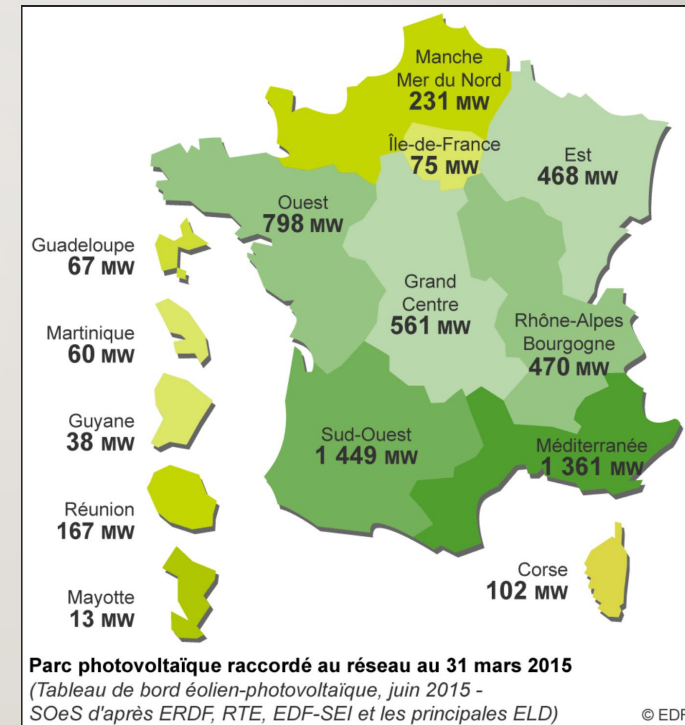 Manche
Mer du Nord
231 MW
Île-de-France
75 MW
Est
468 MW
Ouest
798 MW
Guadeloupe
67 MW
Grand
Centre
561 MW
Martinique
60 MW
Rhône-Alpes
Bourgogne
470 MW
Guyane
38 MW
Sud-Ouest
1 449 MW
Méditerranée
1 361 MW
Réunion
167 MW
Corse
102 MW
Mayotte
13 MW
Parc photovoltaïque raccordé au réseau au 31 mars 2015
(Tableau de bord éolien-photovoltaïque, juin 2015 -
SOeS d'après ERDF, RTE, EDF-SEI et les principales ELD)
© EDF